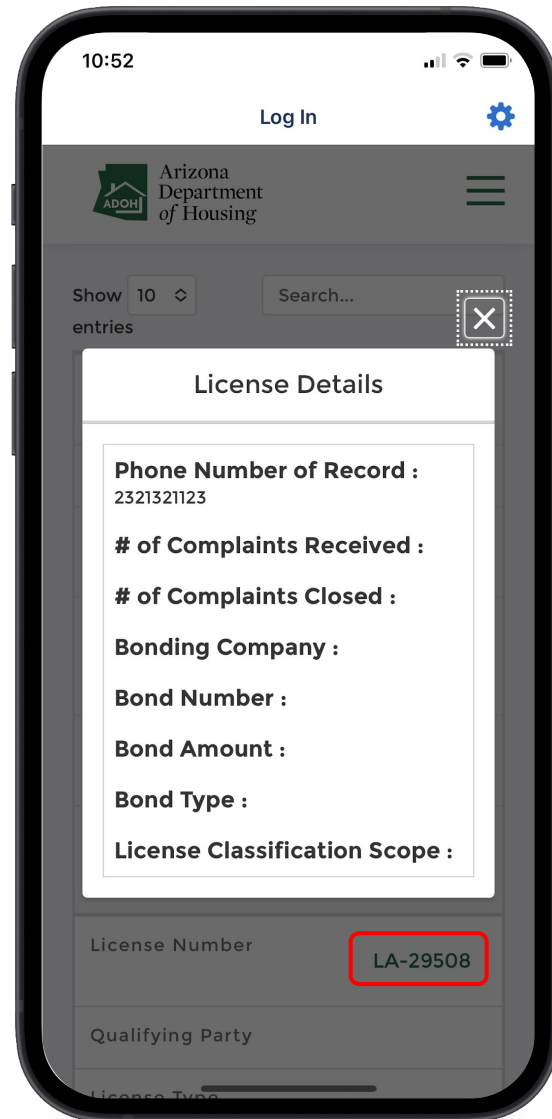 10:52
Log In
ADOH
Arizona
Department
of Housing
Show 10
entries
Search...
License Details
Phone Number of Record :
2321321123
# of Complaints Received :
# of Complaints Closed :
Bonding Company :
Bond Number :
Bond Amount :
Bond Type :
License Classification Scope :
License Number
LA-29508
Qualifying Party
License Type